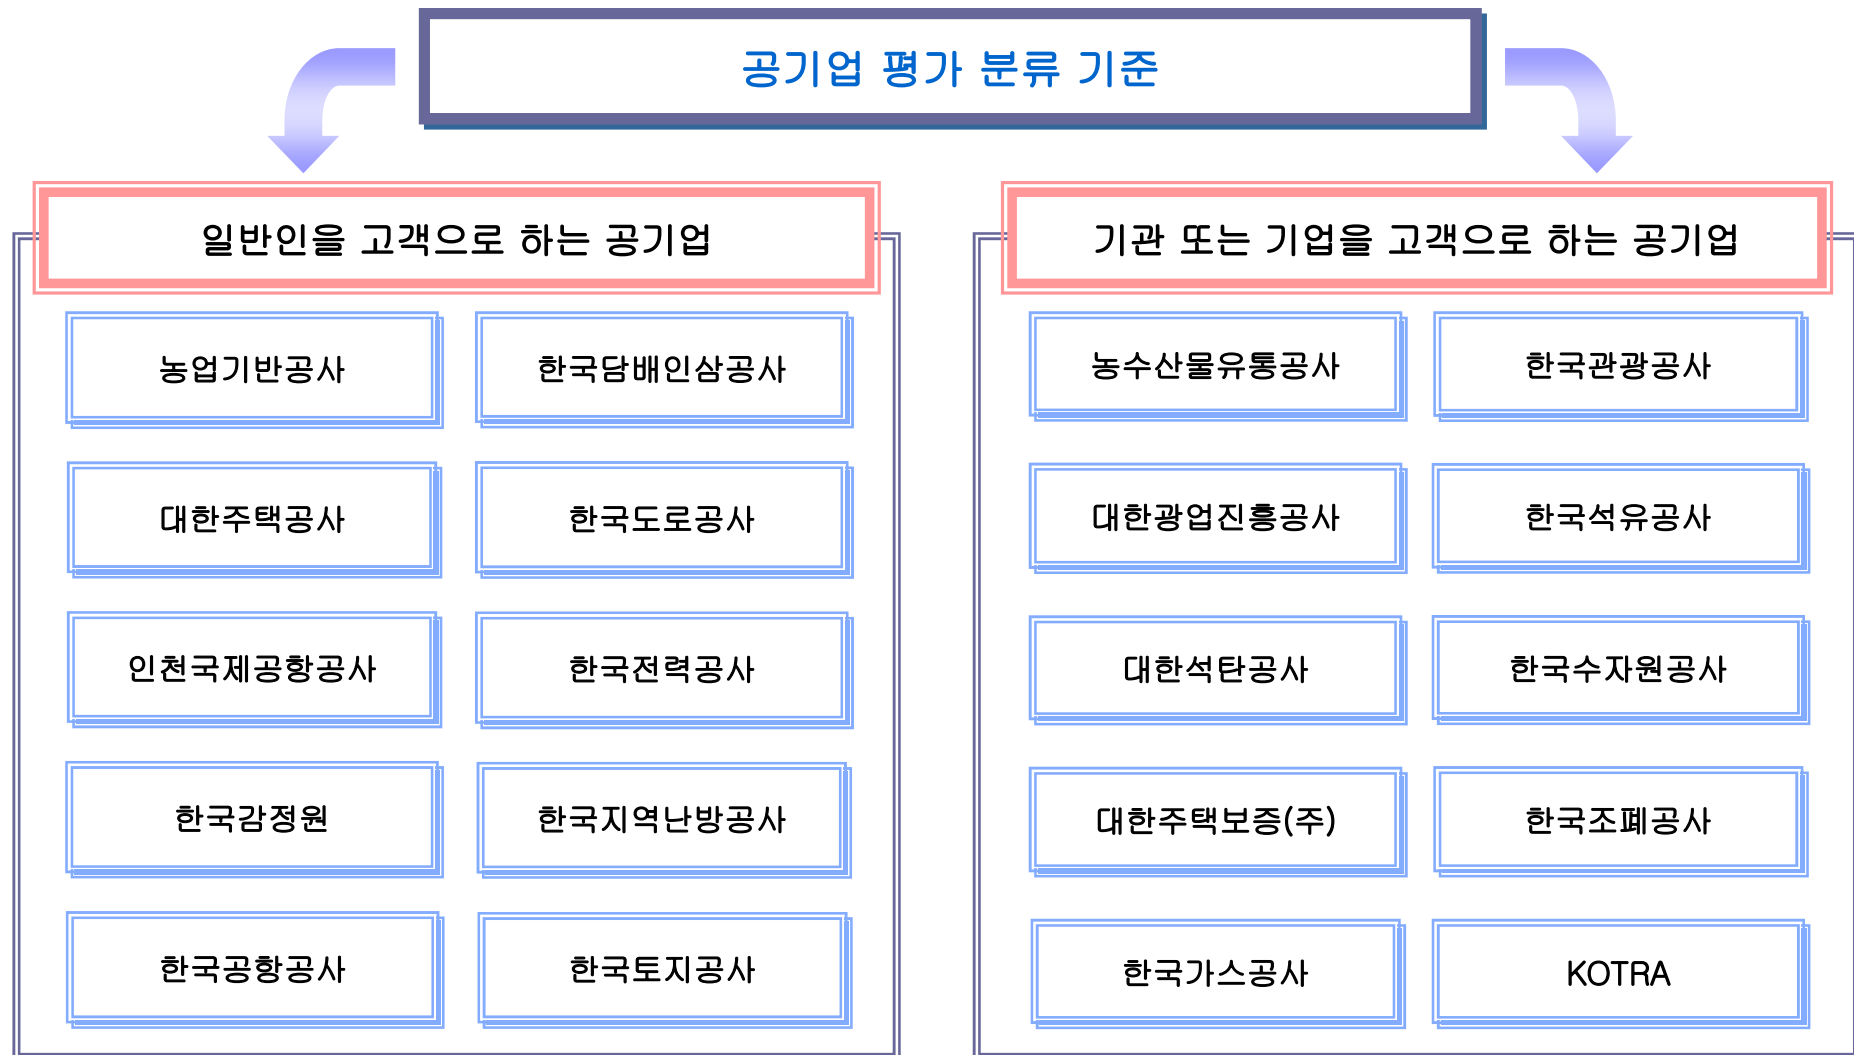 공기업 평가 분류 기준
일반인을 고객으로 하는 공기업
농업기반공사
한국담배인삼공사
대한주택공사
한국도로공사
인천국제공항공사
한국전력공사
한국감정원
한국지역난방공사
한국공항공사
한국토지공사
기관 또는 기업을 고객으로 하는 공기업
농수산물유통공사
한국관광공사
대한광업진흥공사
한국석유공사
대한석탄공사
한국수자원공사
대한주택보증(주)
한국조폐공사
한국가스공사
KOTRA